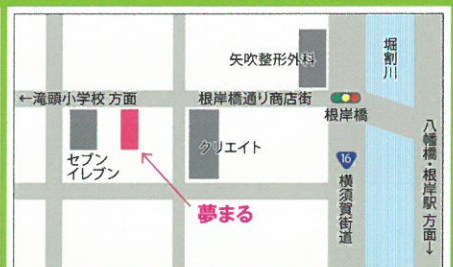 矢吹整形外科
堀割川
←滝頭小学校 方面
根岸橋通り商店街
根岸橋
セブン
イレブン
クリエイト
夢まる
16
横須賀街道
八幡橋・根岸駅 方面→